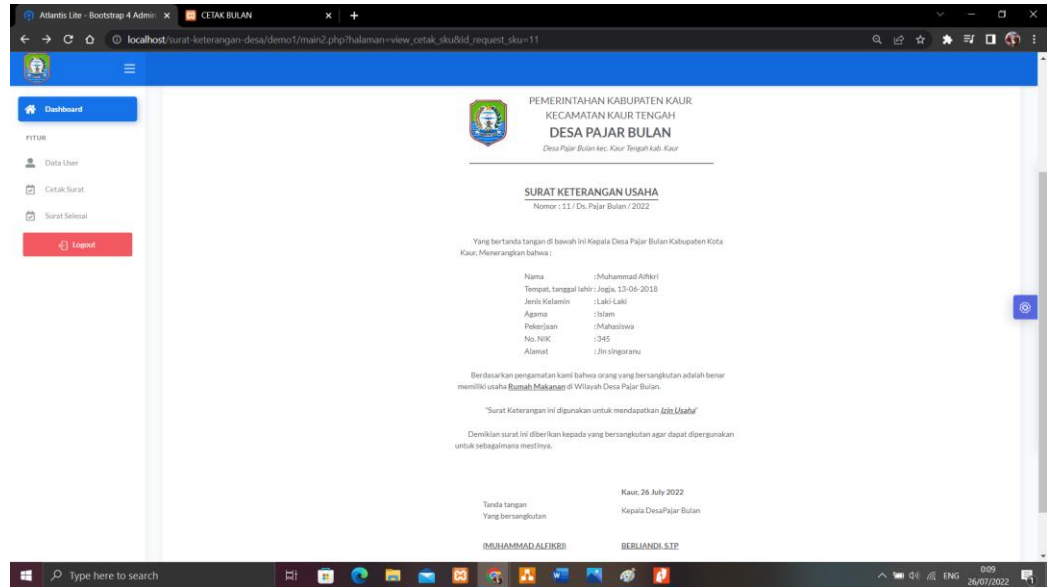 Atlantis Lite - Bootstrap 4 Admin
CETAK BULAN
localhost/surat-keterangan-desa/demo1/main2.php?halaman=view_cetak_sku&id_request_sku=11
Dashboard
FITUR
Data User
Cetak Surat
Surat Selesai
Logout
PEMERINTAHAN KABUPATEN KAUR
KECAMATAN KAUR TENGAH
DESA PAJAR BULAN
Desa Pajar Bulan kec. Kaur Tengah kab. Kaur
SURAT KETERANGAN USAHA
Nomor : 11 / Ds. Pajar Bulan / 2022
Yang bertanda tangan di bawah ini Kepala Desa Pajar Bulan Kabupaten Kota
Kaur, Menerangkan bahwa :
Nama : Muhammad Alfikri
Tempat, tanggal lahir : Jogja, 13-06-2018
Jenis Kelamin : Laki-Laki
Agama : Islam
Pekerjaan : Mahasiswa
No. NIK : 345
Alamat : Jln singoranu
Berdasarkan pengamatan kami bahwa orang yang bersangkutan adalah benar
memiliki usaha Rumah Makanan di Wilayah Desa Pajar Bulan.
"Surat Keterangan ini digunakan untuk mendapatkan Izin Usaha"
Demikian surat ini diberikan kepada yang bersangkutan agar dapat dipergunakan
untuk sebagaimana mestinya.
Kaur, 26 July 2022
Tanda tangan
Yang bersangkutan
Kepala DesaPajar Bulan
(MUHAMMAD ALFIKRI)
BERLIANDI, S.TP
Type here to search
ENG
0:09
26/07/2022